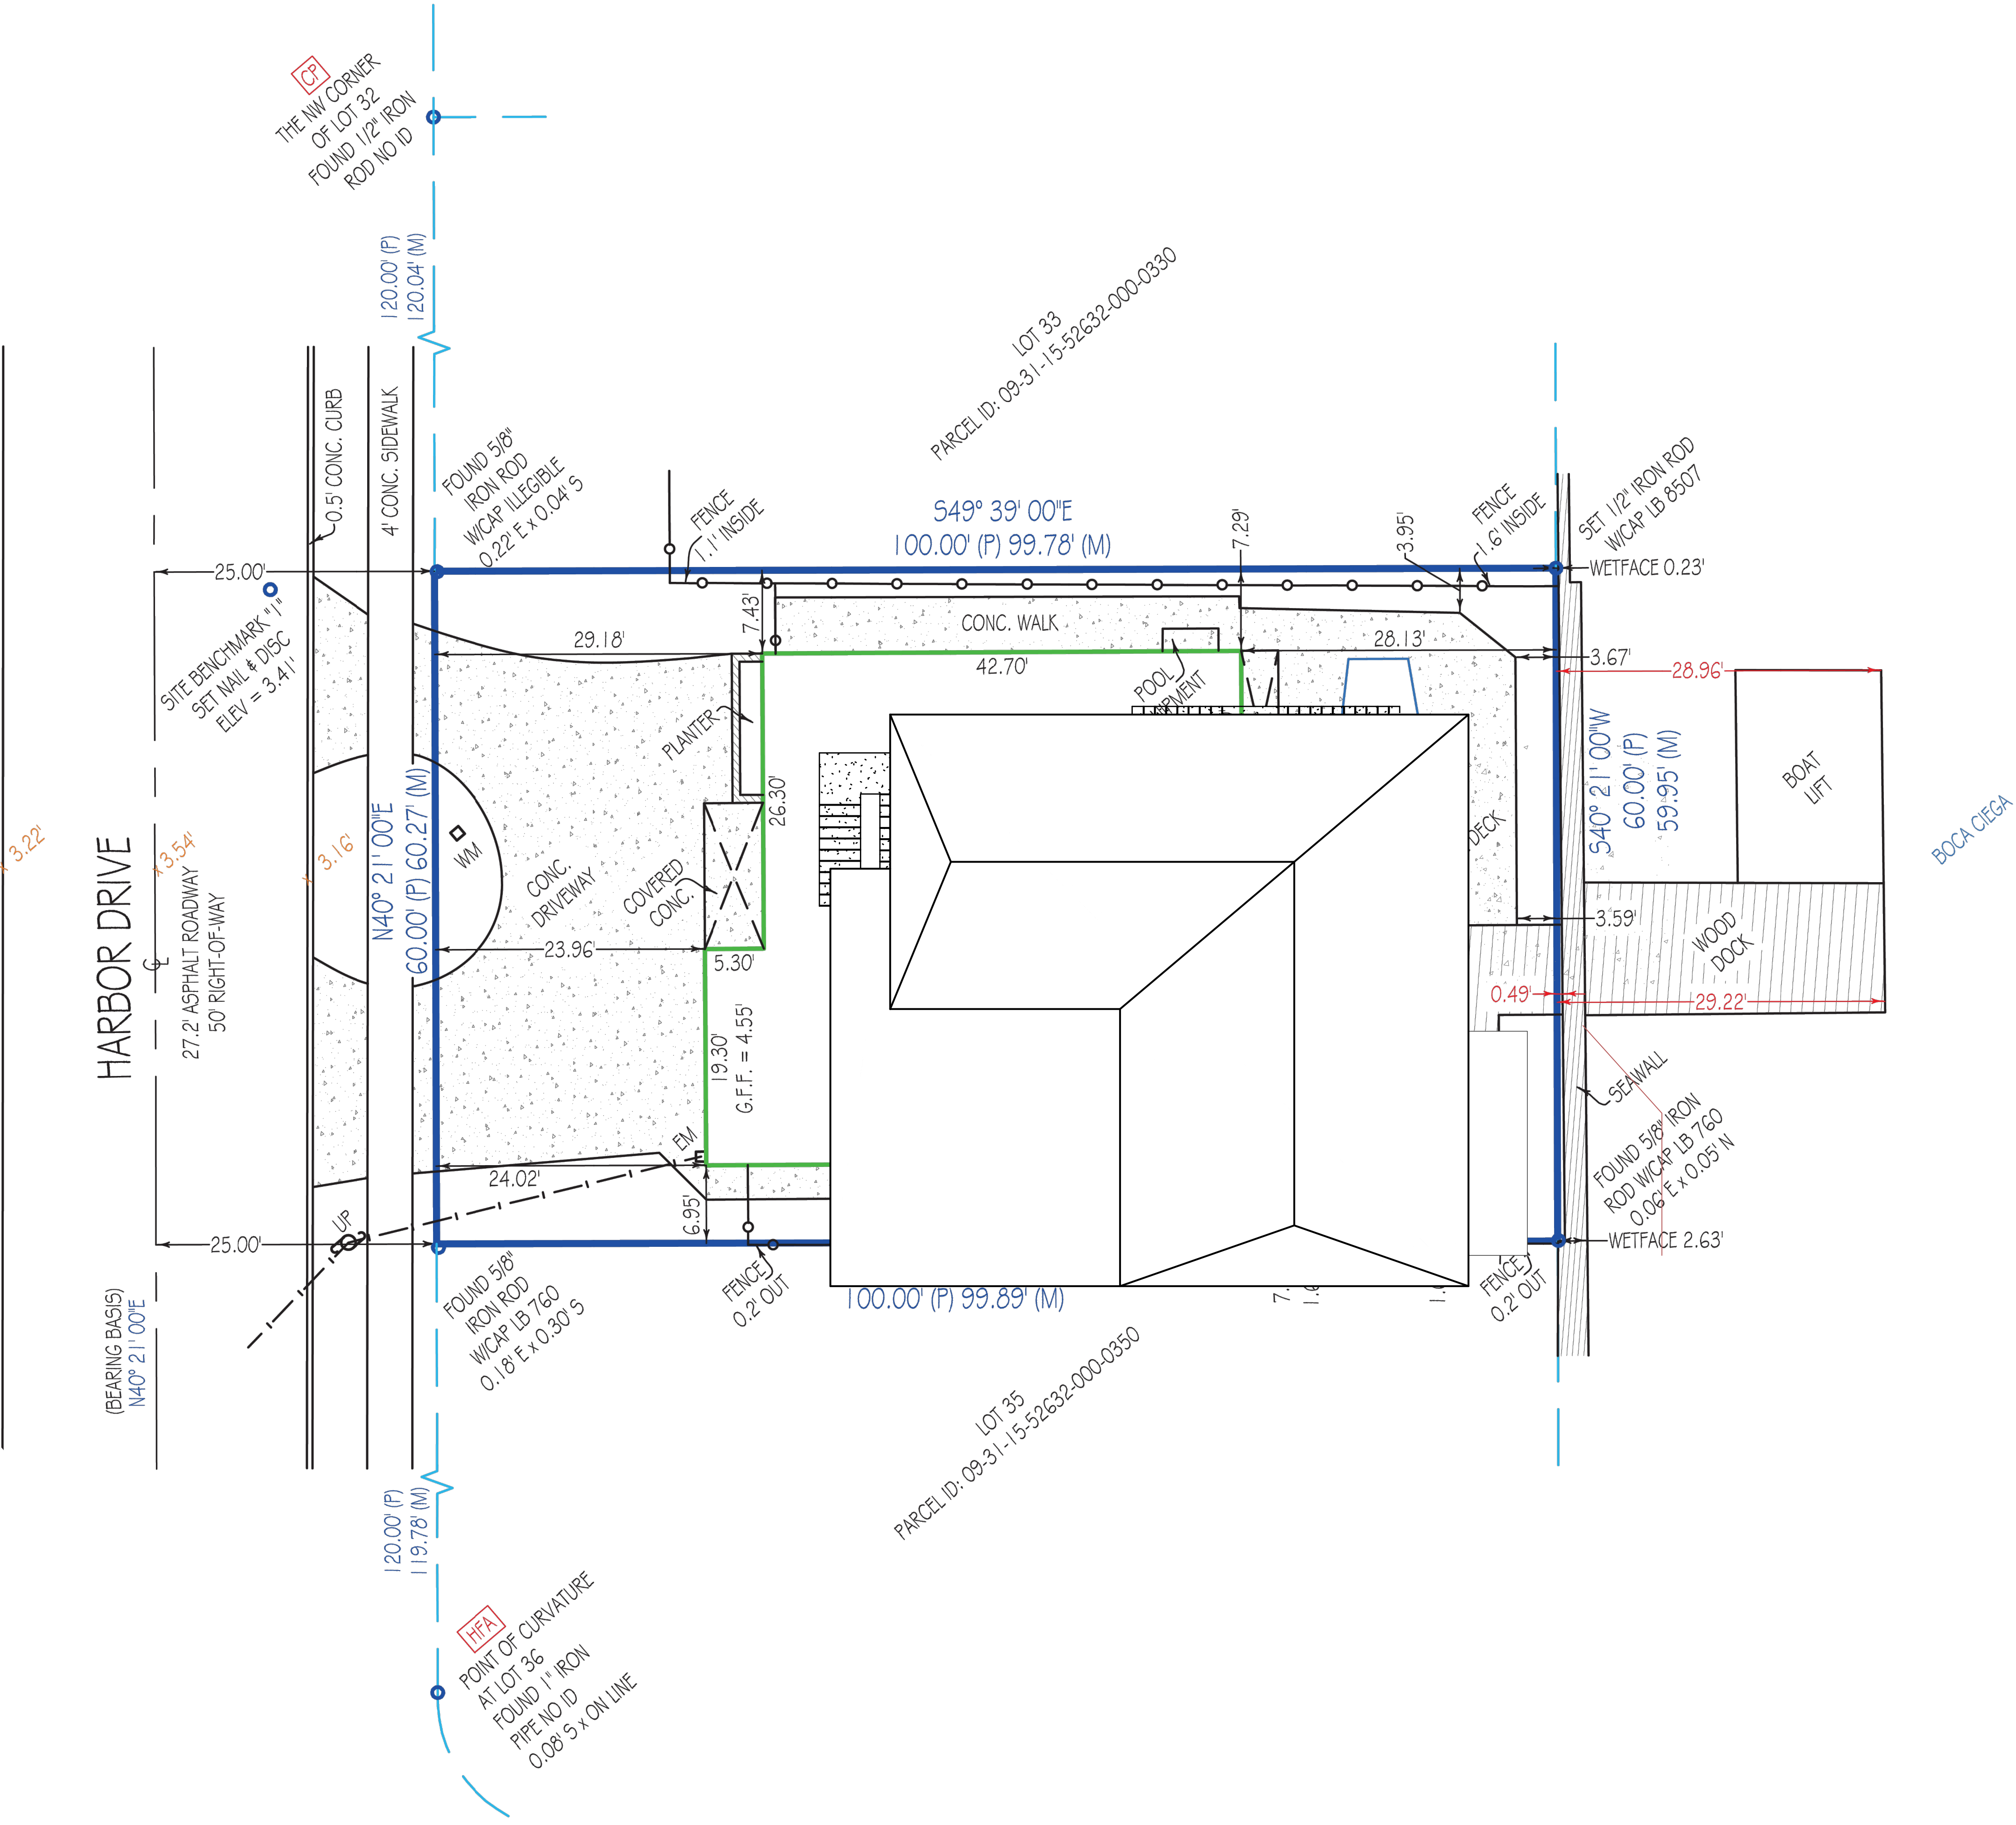 CP
THE NW CORNER
OF LOT 32
FOUND 1/2" IRON
ROD NO ID
120.00' (P)
120.04' (M)
LOT 33
PARCEL ID: 09-31-15-52632-000-0330
0.5' CONC. CURB
4' CONC. SIDEWALK
FOUND 5/8"
IRON ROD
W/CAP ILLEGIBLE
0.22' E x 0.04' S
FENCE
1.1' INSIDE
S49° 39' 00"E
100.00' (P) 99.78' (M)
7.29'
3.95'
FENCE
1.6' INSIDE
SET 1/2" IRON ROD
W/CAP LB 8507
WETFACE 0.23'
25.00'
SITE BENCHMARK "1"
SET NAIL & DISC
ELEV = 3.41'
29.18'
7.43'
CONC. WALK
42.70'
28.13'
3.67'
28.96'
POOL
PLANTER
26.30'
S40° 21' 00"W
60.00' (P)
59.95' (M)
BOAT
LIFT
BOCA CIEGA
x 3.22'
HARBOR DRIVE
x 3.54'
27.2' ASPHALT ROADWAY
50' RIGHT-OF-WAY
x 3.16'
N40° 21' 00"E
60.00' (P) 60.27' (M)
WM
CONC.
DRIVEWAY
COVERED
CONC.
DECK
23.96'
5.30'
3.59'
WOOD
DOCK
0.49'
29.22'
19.30'
G.F.F. = 4.55'
SEAWALL
EM
24.02'
6.95'
UP
25.00'
FOUND 5/8" IRON
ROD W/CAP LB 760
0.06' E x 0.05' N
WETFACE 2.63'
(BEARING BASIS)
N40° 21' 00"E
FOUND 5/8"
IRON ROD
W/CAP LB 760
0.18' E x 0.30' S
FENCE
0.2' OUT
100.00' (P) 99.89' (M)
FENCE
0.2' OUT
LOT 35
PARCEL ID: 09-31-15-52632-000-0350
120.00' (P)
119.78' (M)
HFA
POINT OF CURVATURE
AT LOT 36
FOUND 1" IRON
PIPE NO ID
0.08' S x ON LINE